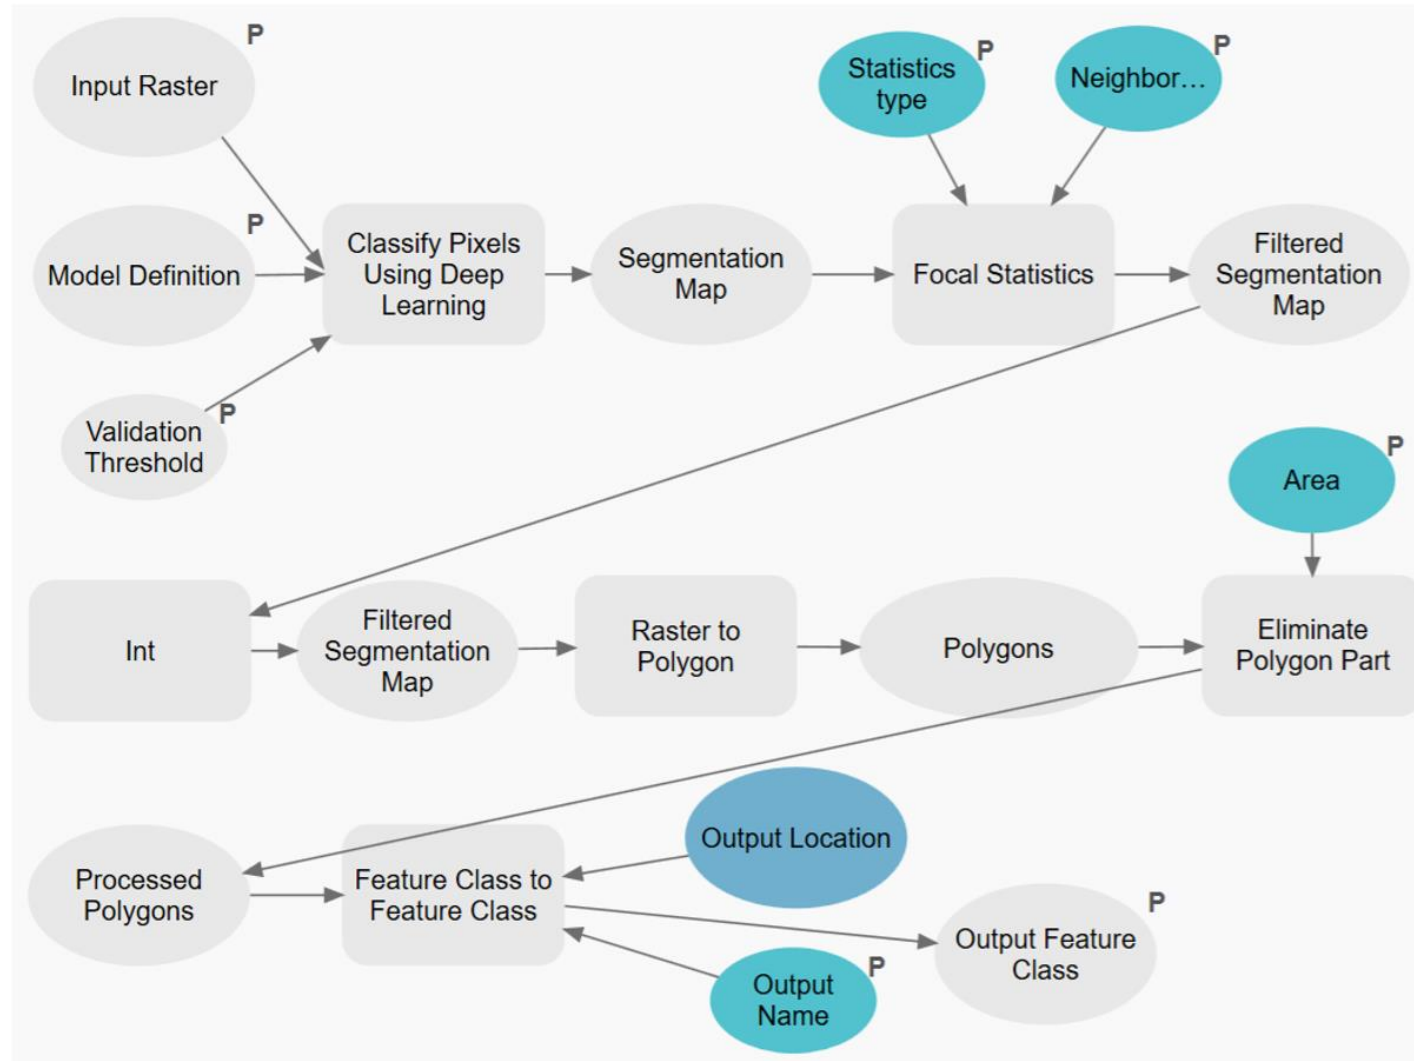 P
Input Raster
Statistics
type
P
Neighbor…
P
Model Definition
P
Classify Pixels
Using Deep
Learning
Segmentation
Map
Focal Statistics
Filtered
Segmentation
Map
Validation
Threshold
P
Area
P
Int
Filtered
Segmentation
Map
Raster to
Polygon
Polygons
Eliminate
Polygon Part
Processed
Polygons
Feature Class to
Feature Class
Output Location
Output
Name
P
Output Feature
Class
P